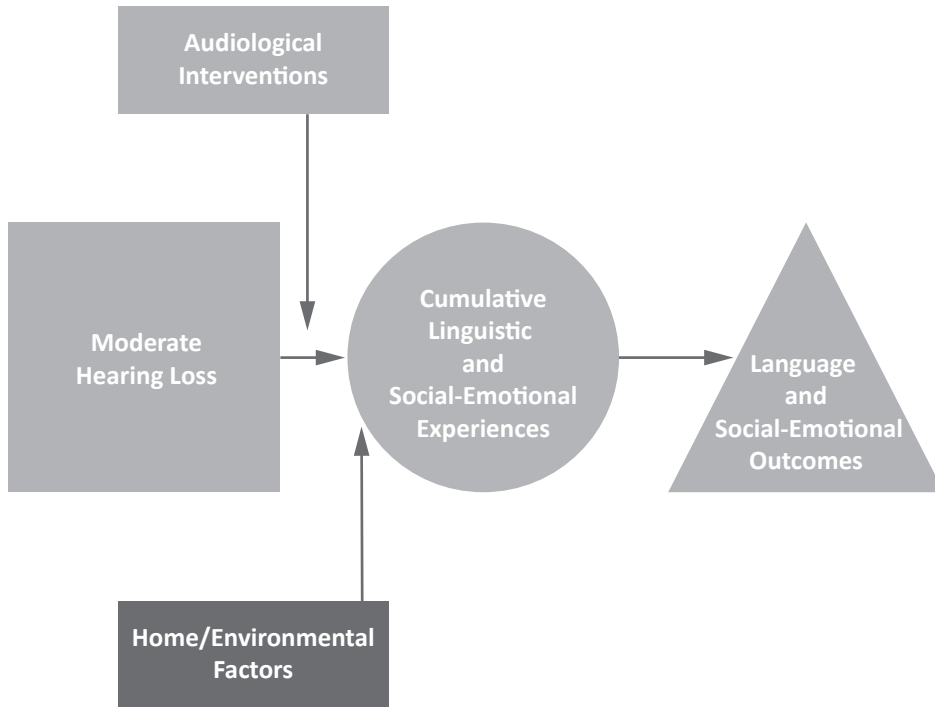 Audiological
Interventions
Moderate
Hearing Loss
Cumulative
Linguistic
and
Social-Emotional
Experiences
Language
and
Social-Emotional
Outcomes
Home/Environmental
Factors